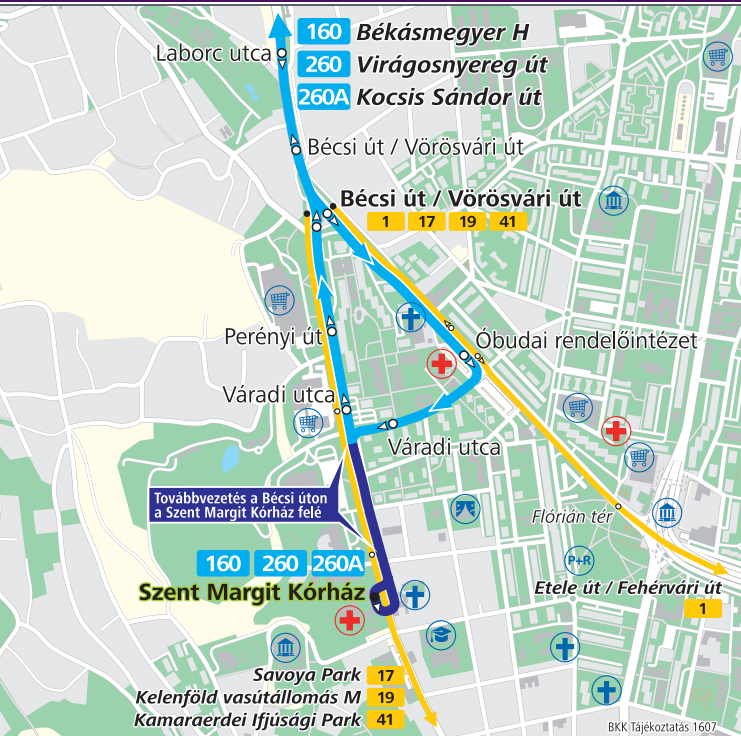 160 Békásmegyer H
Laborc utca
260 Virágosnyereg út
260A Kocsis Sándor út
Bécsi út / Vörösvári út
Bécsi út / Vörösvári út
1 17 19 41
Perényi út
Óbudai rendelőintézet
Váradi utca
Váradi utca
Továbbvezetés a Bécsi úton
a Szent Margit Kórház felé
Flórián tér
160 260 260A
P+R
Szent Margit Kórház
Etele út / Fehérvári út
1
Savoya Park 17
Kelenföld vasútállomás M 19
Kamaraerdei Ifjúsági Park 41
BKK Tájékoztatás 1607